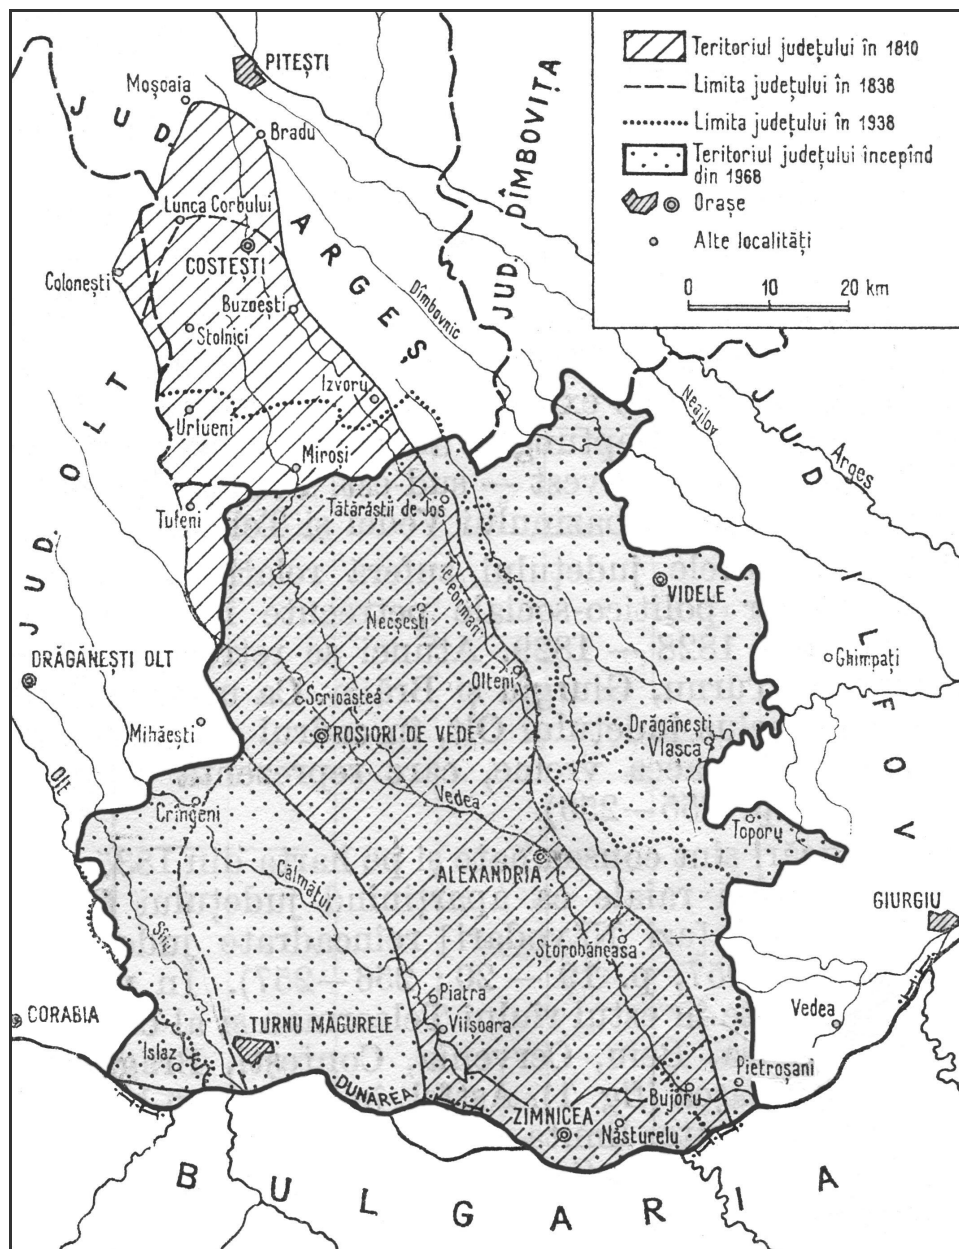 Teritoriul județului în 1810
Limita județului în 1838
Limita județului în 1938
Teritoriul județului începînd
din 1968
Orașe
Alte localități
0 10 20 km
PITEȘTI
Moșoaia
JUD. ARGEȘ
Bradu
JUD. DÎMBOVIȚA
Lunca Corbului
COSTEȘTI
Colonești
Buzoești
Dîmbovnic
Stolnici
Izvoru
Urlueni
Neajlov
JUD. ILFOV
Argeș
Miroși
JUD. OLT
Tufeni
Tătărăștii de Jos
Teleorman
VIDELE
Necșești
Ghimpați
DRĂGĂNEȘTI OLT
Olteni
Scrioaștea
Mihăești
ROȘIORI DE VEDE
Drăgănești
Vlașca
Olt
Vedea
Crîngeni
Toporu
ALEXANDRIA
Călmățui
GIURGIU
Siu
Storobăneasa
Piatra
Vedea
CORABIA
TURNU MĂGURELE
Viișoara
Islaz
Pietroșani
DUNĂREA
Bujoru
ZIMNICEA
Năsturelu
BULGARIA